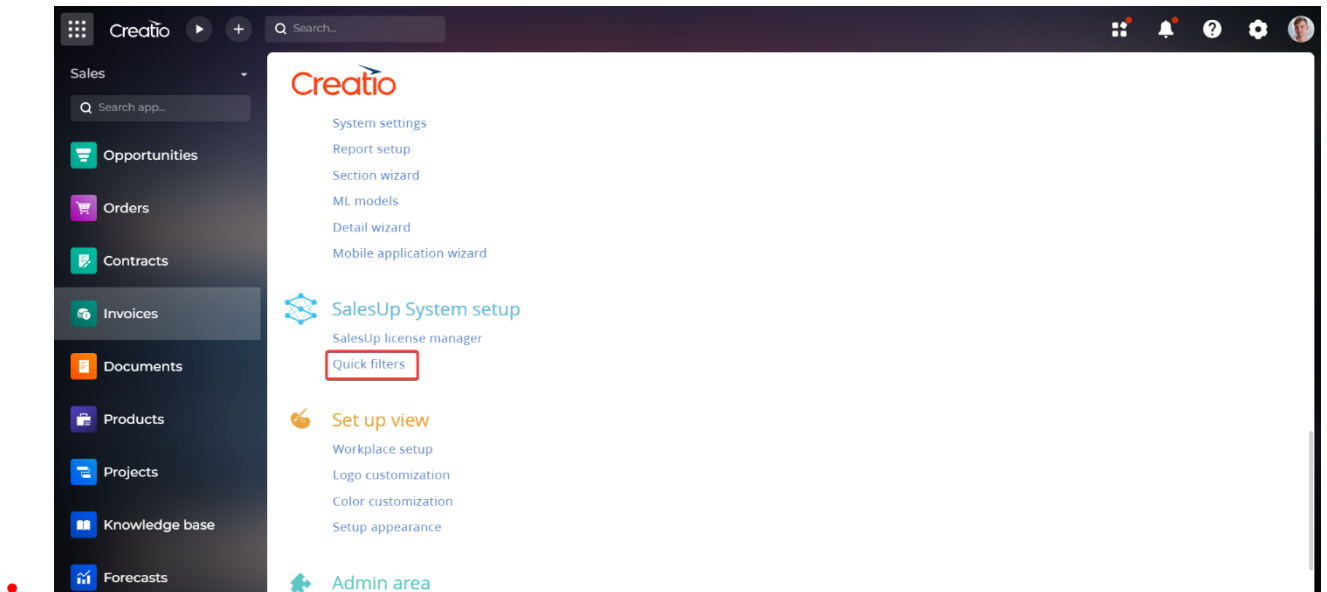 Creatio
Search...
Sales
Search app...
Opportunities
Orders
Contracts
Invoices
Documents
Products
Projects
Knowledge base
Forecasts
Creatio
System settings
Report setup
Section wizard
ML models
Detail wizard
Mobile application wizard
SalesUp System setup
SalesUp license manager
Quick filters
Set up view
Workplace setup
Logo customization
Color customization
Setup appearance
Admin area